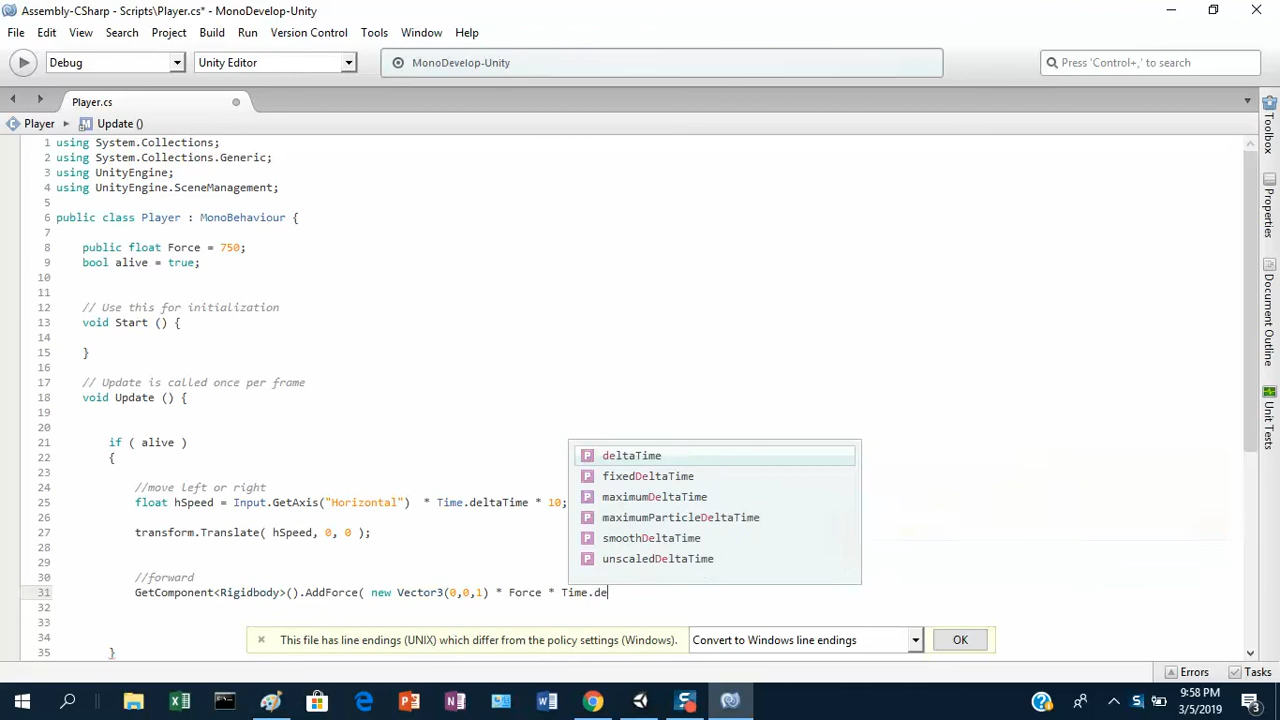 Assembly-CSharp - Scripts\Player.cs* - MonoDevelop-Unity
File Edit View Search Project Build Run Version Control Tools Window Help
Debug Unity Editor MonoDevelop-Unity Press 'Control+,' to search
Player.cs
Player Update ()
1 using System.Collections;
2 using System.Collections.Generic;
3 using UnityEngine;
4 using UnityEngine.SceneManagement;
5
6 public class Player : MonoBehaviour {
7
8 public float Force = 750;
9 bool alive = true;
10
11
12 // Use this for initialization
13 void Start () {
14
15 }
16
17 // Update is called once per frame
18 void Update () {
19
20
21 if ( alive )
22 {
23
24 //move left or right
25 float hSpeed = Input.GetAxis("Horizontal") * Time.deltaTime * 10;
26
27 transform.Translate( hSpeed, 0, 0 );
28
29
30 //forward
31 GetComponent<Rigidbody>().AddForce( new Vector3(0,0,1) * Force * Time.de
32
33
34
35 }
P deltaTime
P fixedDeltaTime
P maximumDeltaTime
P maximumParticleDeltaTime
P smoothDeltaTime
P unscaledDeltaTime
This file has line endings (UNIX) which differ from the policy settings (Windows). Convert to Windows line endings OK
Toolbox
Properties
Document Outline
Unit Tests
Errors Tasks
9:58 PM
3/5/2019
3